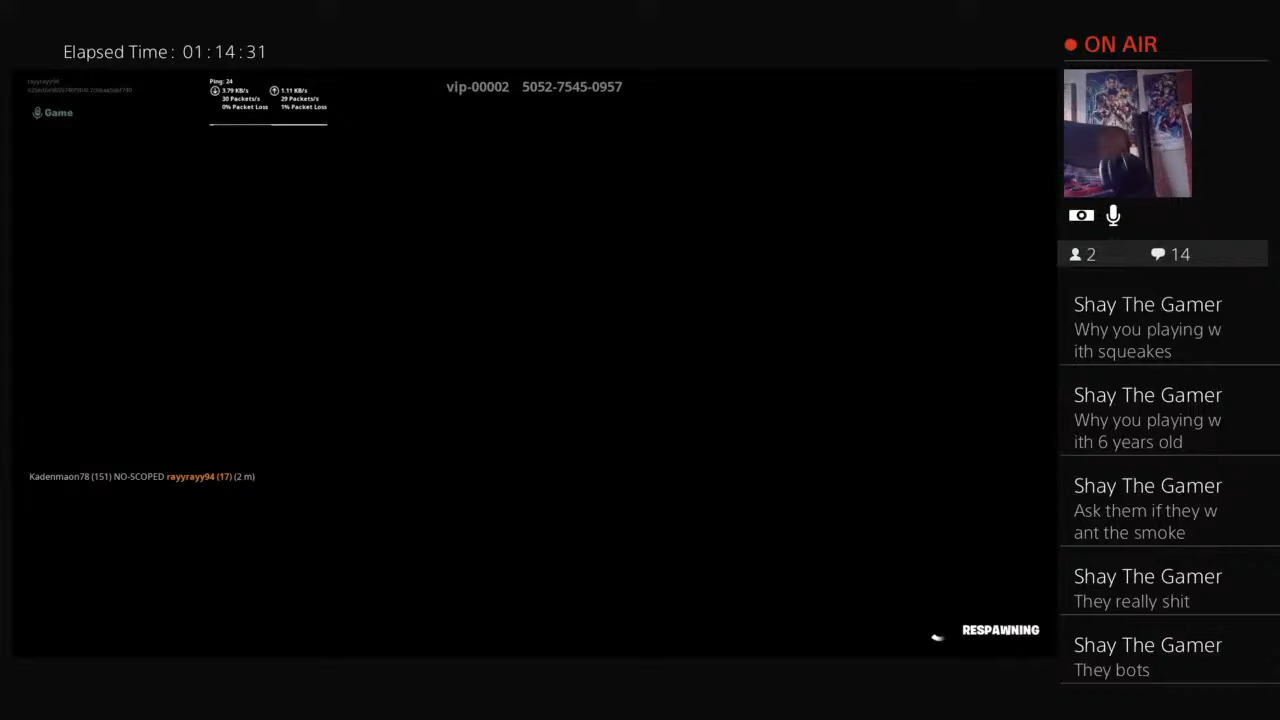 Elapsed Time: 01:14:31
ON AIR
rayyrayy94
Game
Ping: 24
3.79 KB/s
30 Packets/s
0% Packet Loss
1.11 KB/s
29 Packets/s
1% Packet Loss
vip-00002 5052-7545-0957
2
14
Shay The Gamer
Why you playing w
ith squeakes
Shay The Gamer
Why you playing w
ith 6 years old
Shay The Gamer
Ask them if they w
ant the smoke
Shay The Gamer
They really shit
Shay The Gamer
They bots
Kadenmaon78 (151) NO-SCOPED rayyrayy94 (17) (2 m)
RESPAWNING